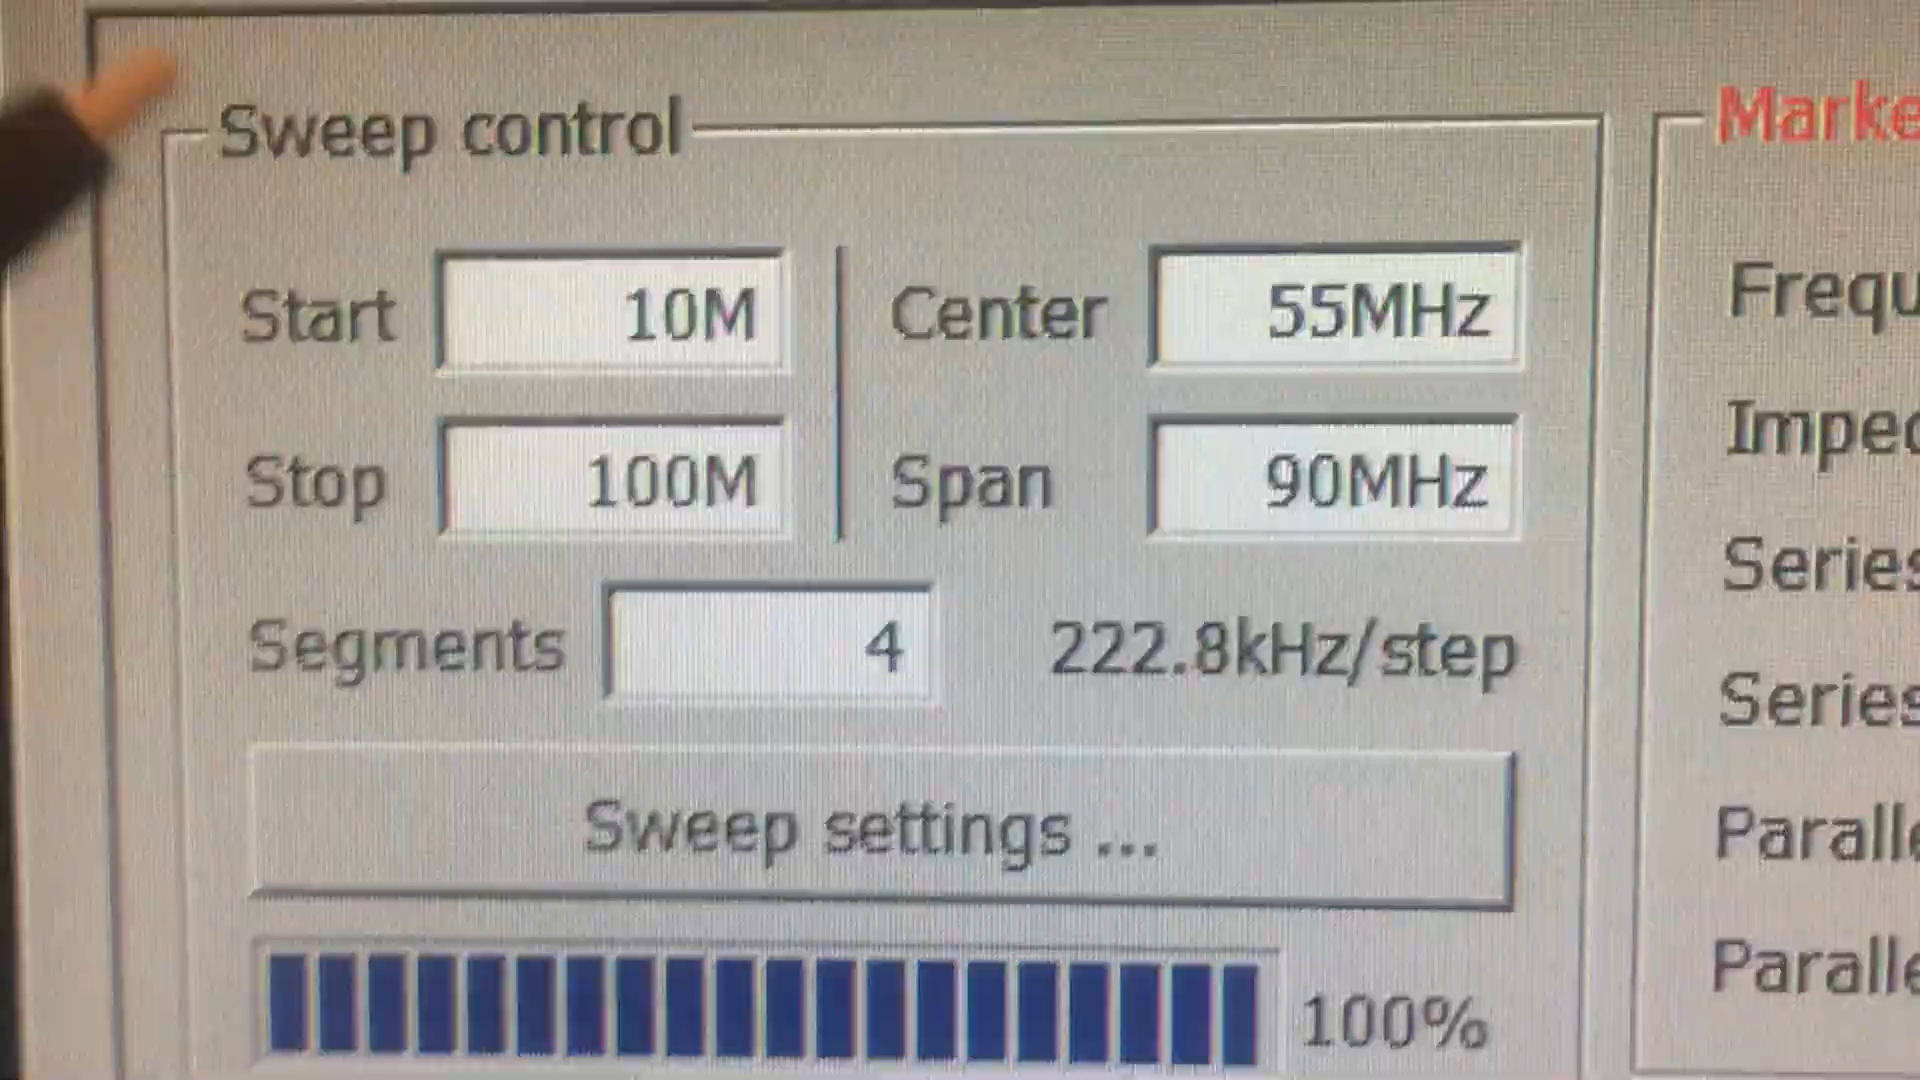 Sweep control
Start 10M Center 55MHz
Stop 100M Span 90MHz
Segments 4 222.8kHz/step
Sweep settings ...
100%
Marke
Frequ
Impe
Series
Series
Paralle
Paralle